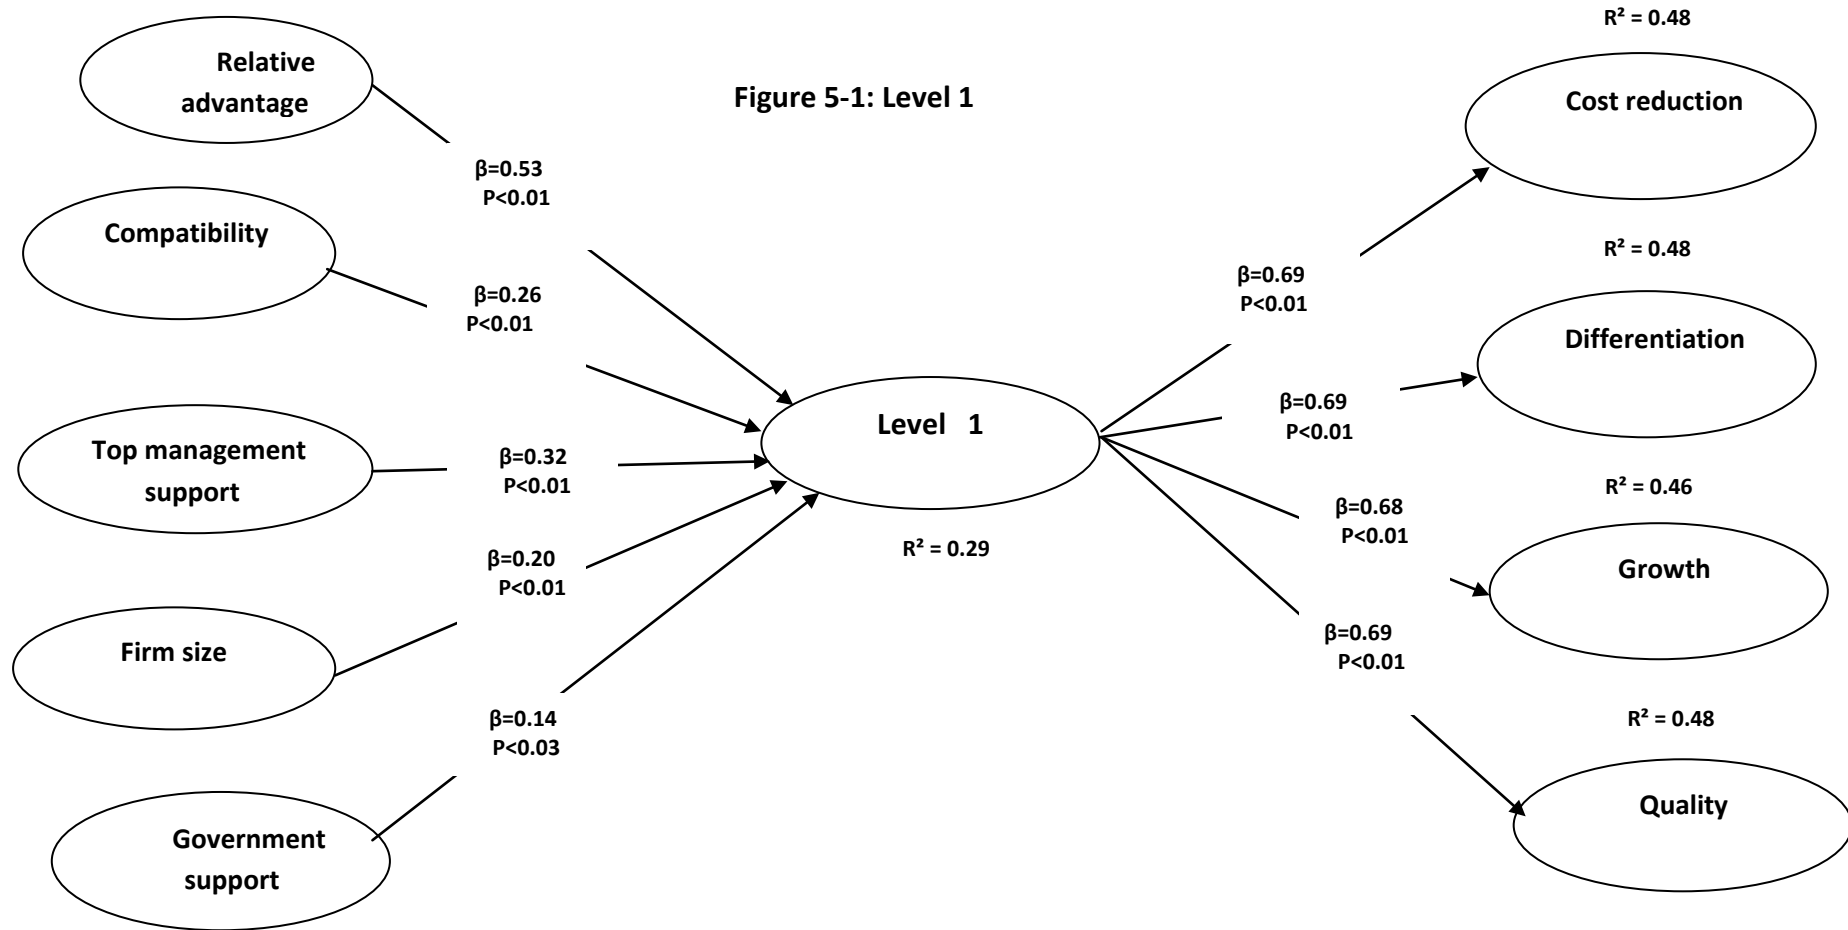 Figure 5-1: Level 1
Relative
advantage
β=0.53
P<0.01
Compatibility
β=0.26
P<0.01
Top management
support
β=0.32
P<0.01
Firm size
β=0.20
P<0.01
Government
support
β=0.14
P<0.03
Level 1
R² = 0.29
R² = 0.48
Cost reduction
β=0.69
P<0.01
R² = 0.48
Differentiation
β=0.69
P<0.01
R² = 0.46
Growth
β=0.68
P<0.01
R² = 0.48
Quality
β=0.69
P<0.01